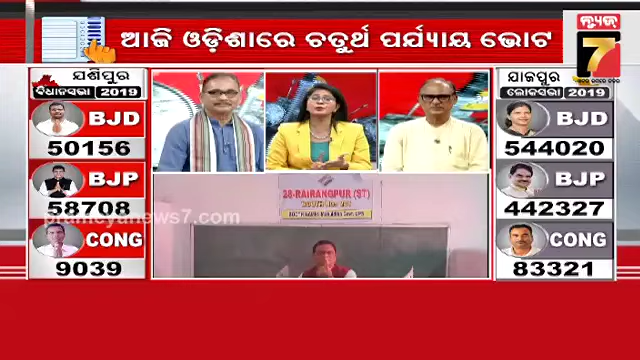 ଆଜି ଓଡ଼ିଶାରେ ଚତୁର୍ଥ ପର୍ଯ୍ୟାୟ ଭୋଟ
ନ୍ୟୁଜ୍
7
ଯଶିପୁର
ବିଧାନସଭା 2019
BJD
50156
BJP
58708
CONG
9039
prameyanews7.com
28-RAIRANGPUR (ST)
ଯାଜପୁର
ଲୋକସଭା 2019
BJD
544020
BJP
442327
CONG
83321